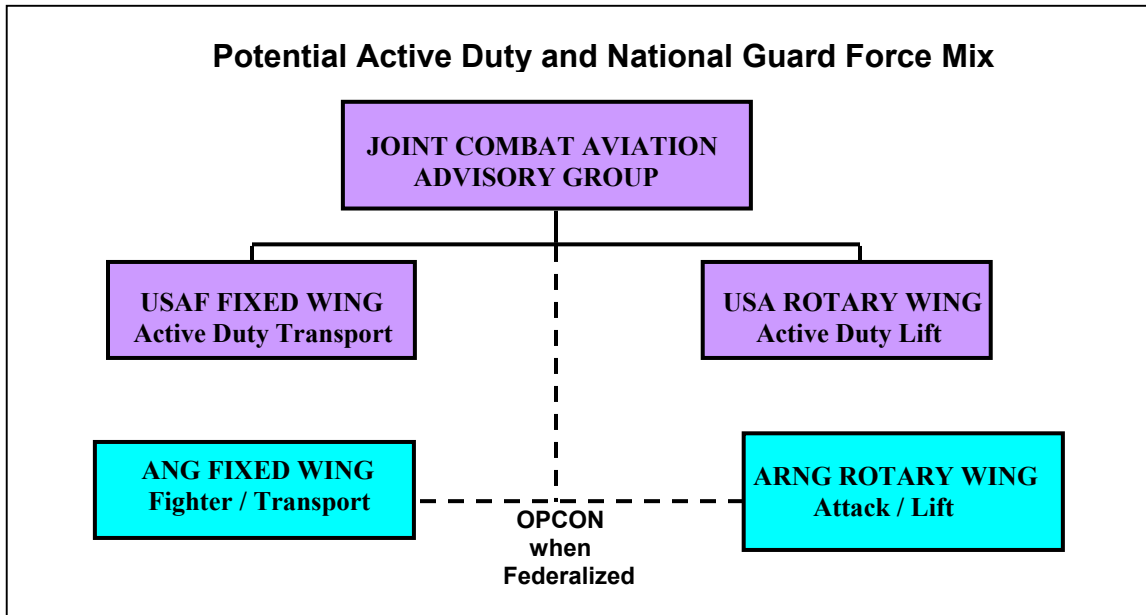 Potential Active Duty and National Guard Force Mix
JOINT COMBAT AVIATION
ADVISORY GROUP
USAF FIXED WING
Active Duty Transport
USA ROTARY WING
Active Duty Lift
ANG FIXED WING
Fighter / Transport
ARNG ROTARY WING
Attack / Lift
OPCON
when
Federalized